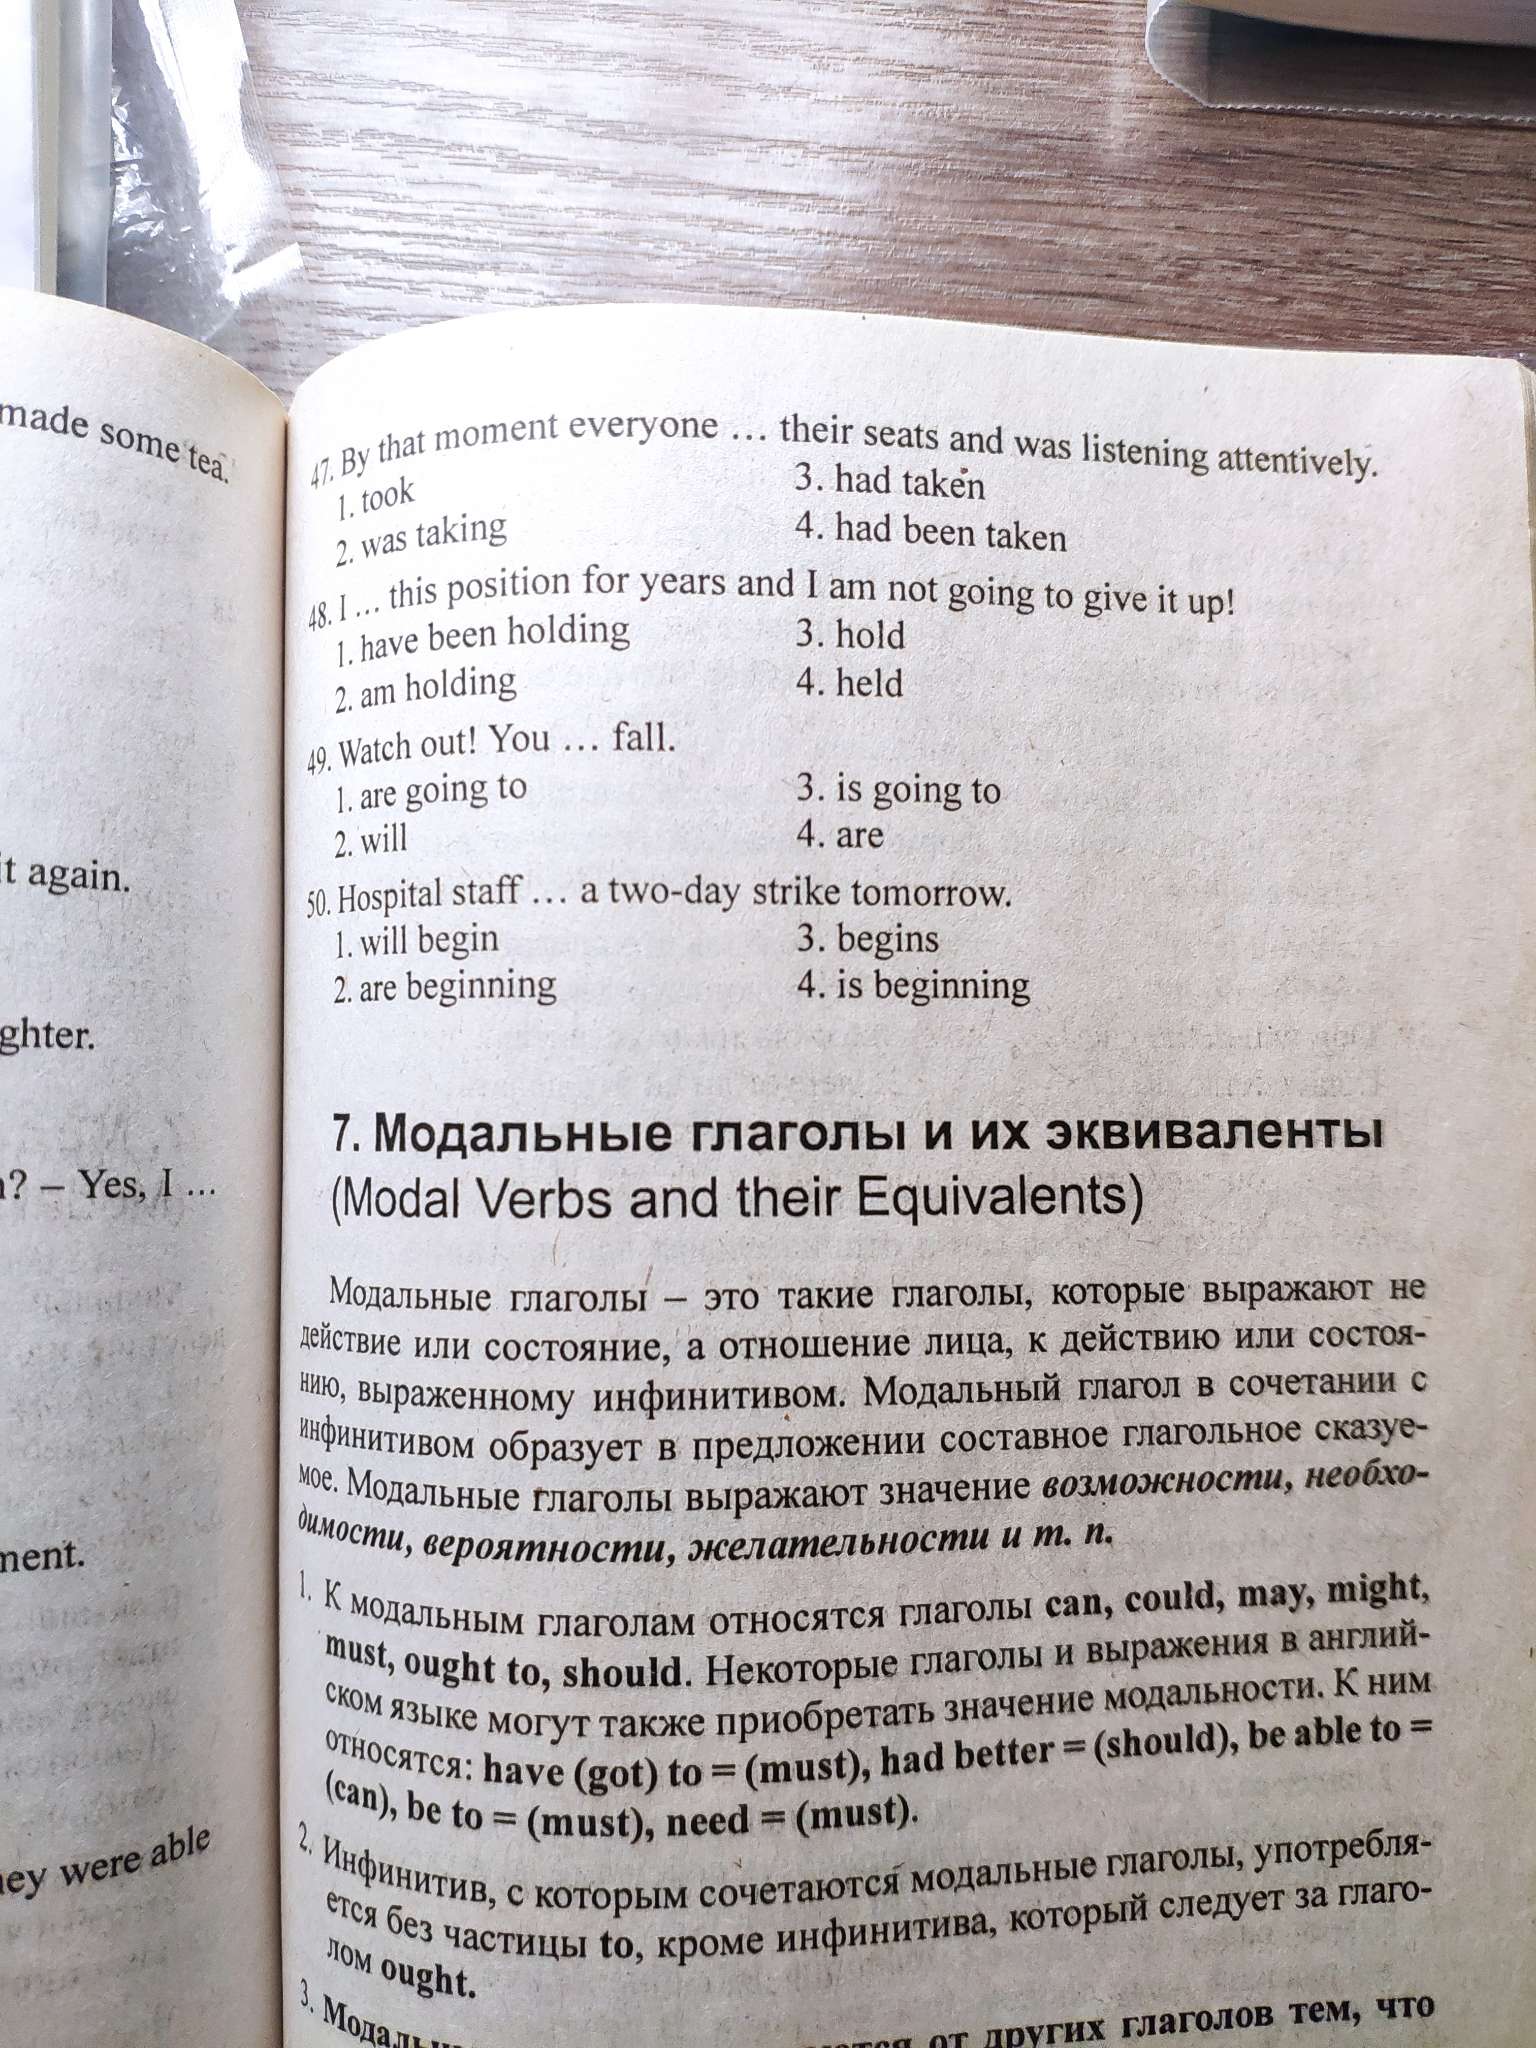 made some tea.
it again.
ghter.
? – Yes, I ...
ment.
ey were able
47. By that moment everyone ... their seats and was listening attentively.
1. took
3. had taken
2. was taking
4. had been taken
48. I ... this position for years and I am not going to give it up!
1. have been holding
3. hold
2. am holding
4. held
49. Watch out! You ... fall.
1. are going to
3. is going to
2. will
4. are
50. Hospital staff ... a two-day strike tomorrow.
1. will begin
3. begins
2. are beginning
4. is beginning
7. Модальные глаголы и их эквиваленты
(Modal Verbs and their Equivalents)
Модальные глаголы – это такие глаголы, которые выражают не
действие или состояние, а отношение лица, к действию или состоя-
нию, выраженному инфинитивом. Модальный глагол в сочетании с
инфинитивом образует в предложении составное глагольное сказуе-
мое. Модальные глаголы выражают значение возможности, необхо-
димости, вероятности, желательности и т. п.
1. К модальным глаголам относятся глаголы can, could, may, might,
must, ought to, should. Некоторые глаголы и выражения в англий-
ском языке могут также приобретать значение модальности. К ним
относятся: have (got) to = (must), had better = (should), be able to =
(can), be to = (must), need = (must).
2. Инфинитив, с которым сочетаются модальные глаголы, употребля-
ется без частицы to, кроме инфинитива, который следует за глаго-
лом ought.
3. от других глаголов тем, что